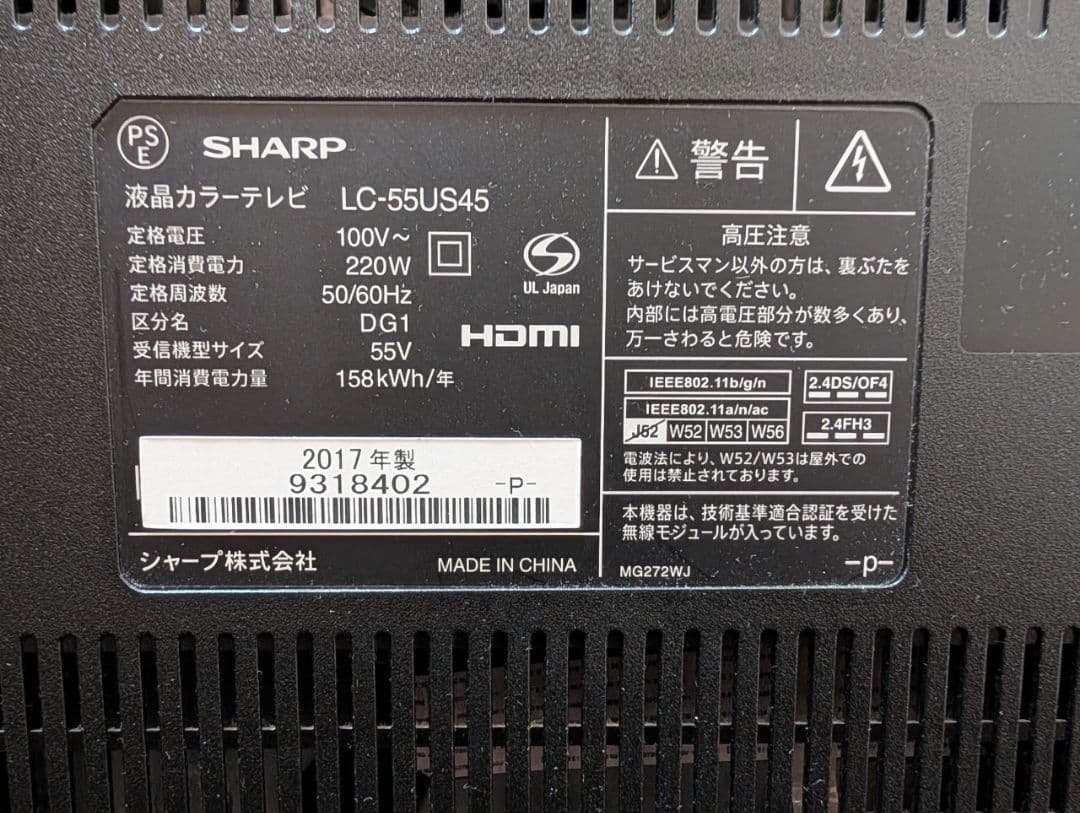 PS
E
SHARP
液晶カラーテレビ LC-55US45
定格電圧 100V～
定格消費電力 220W
定格周波数 50/60Hz
区分名 DG1
受信機型サイズ 55V
年間消費電力量 158kWh/年
UL Japan
HDMI
2017年製
9318402 -P-
シャープ株式会社 MADE IN CHINA
警告
高圧注意
サービスマン以外の方は、裏ぶたを
あけないでください。
内部には高電圧部分が数多くあり、
万一さわると危険です。
IEEE802.11b/g/n
IEEE802.11a/n/ac
J52 W52 W53 W56
2.4DS/OF4
2.4FH3
電波法により、W52/W53は屋外での
使用は禁止されております。
本機器は、技術基準適合認証を受けた
無線モジュールが入っています。
MG272WJ -p-